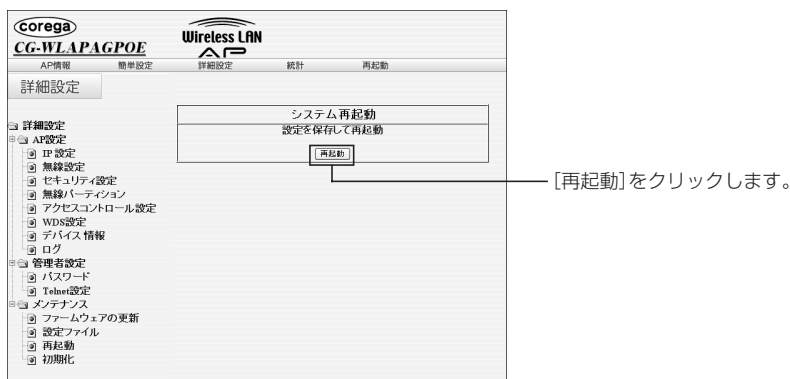 corega
CG-WLAPAGPOE
Wireless LAN
AP
AP情報 簡単設定 詳細設定 統計 再起動
詳細設定
システム再起動
設定を保存して再起動
再起動
[再起動]をクリックします。
詳細設定
AP設定
IP 設定
無線設定
セキュリティ設定
無線パーティション
アクセスコントロール設定
WDS設定
デバイス 情報
ログ
管理者設定
パスワード
Telnet設定
メンテナンス
ファームウェアの更新
設定ファイル
再起動
初期化